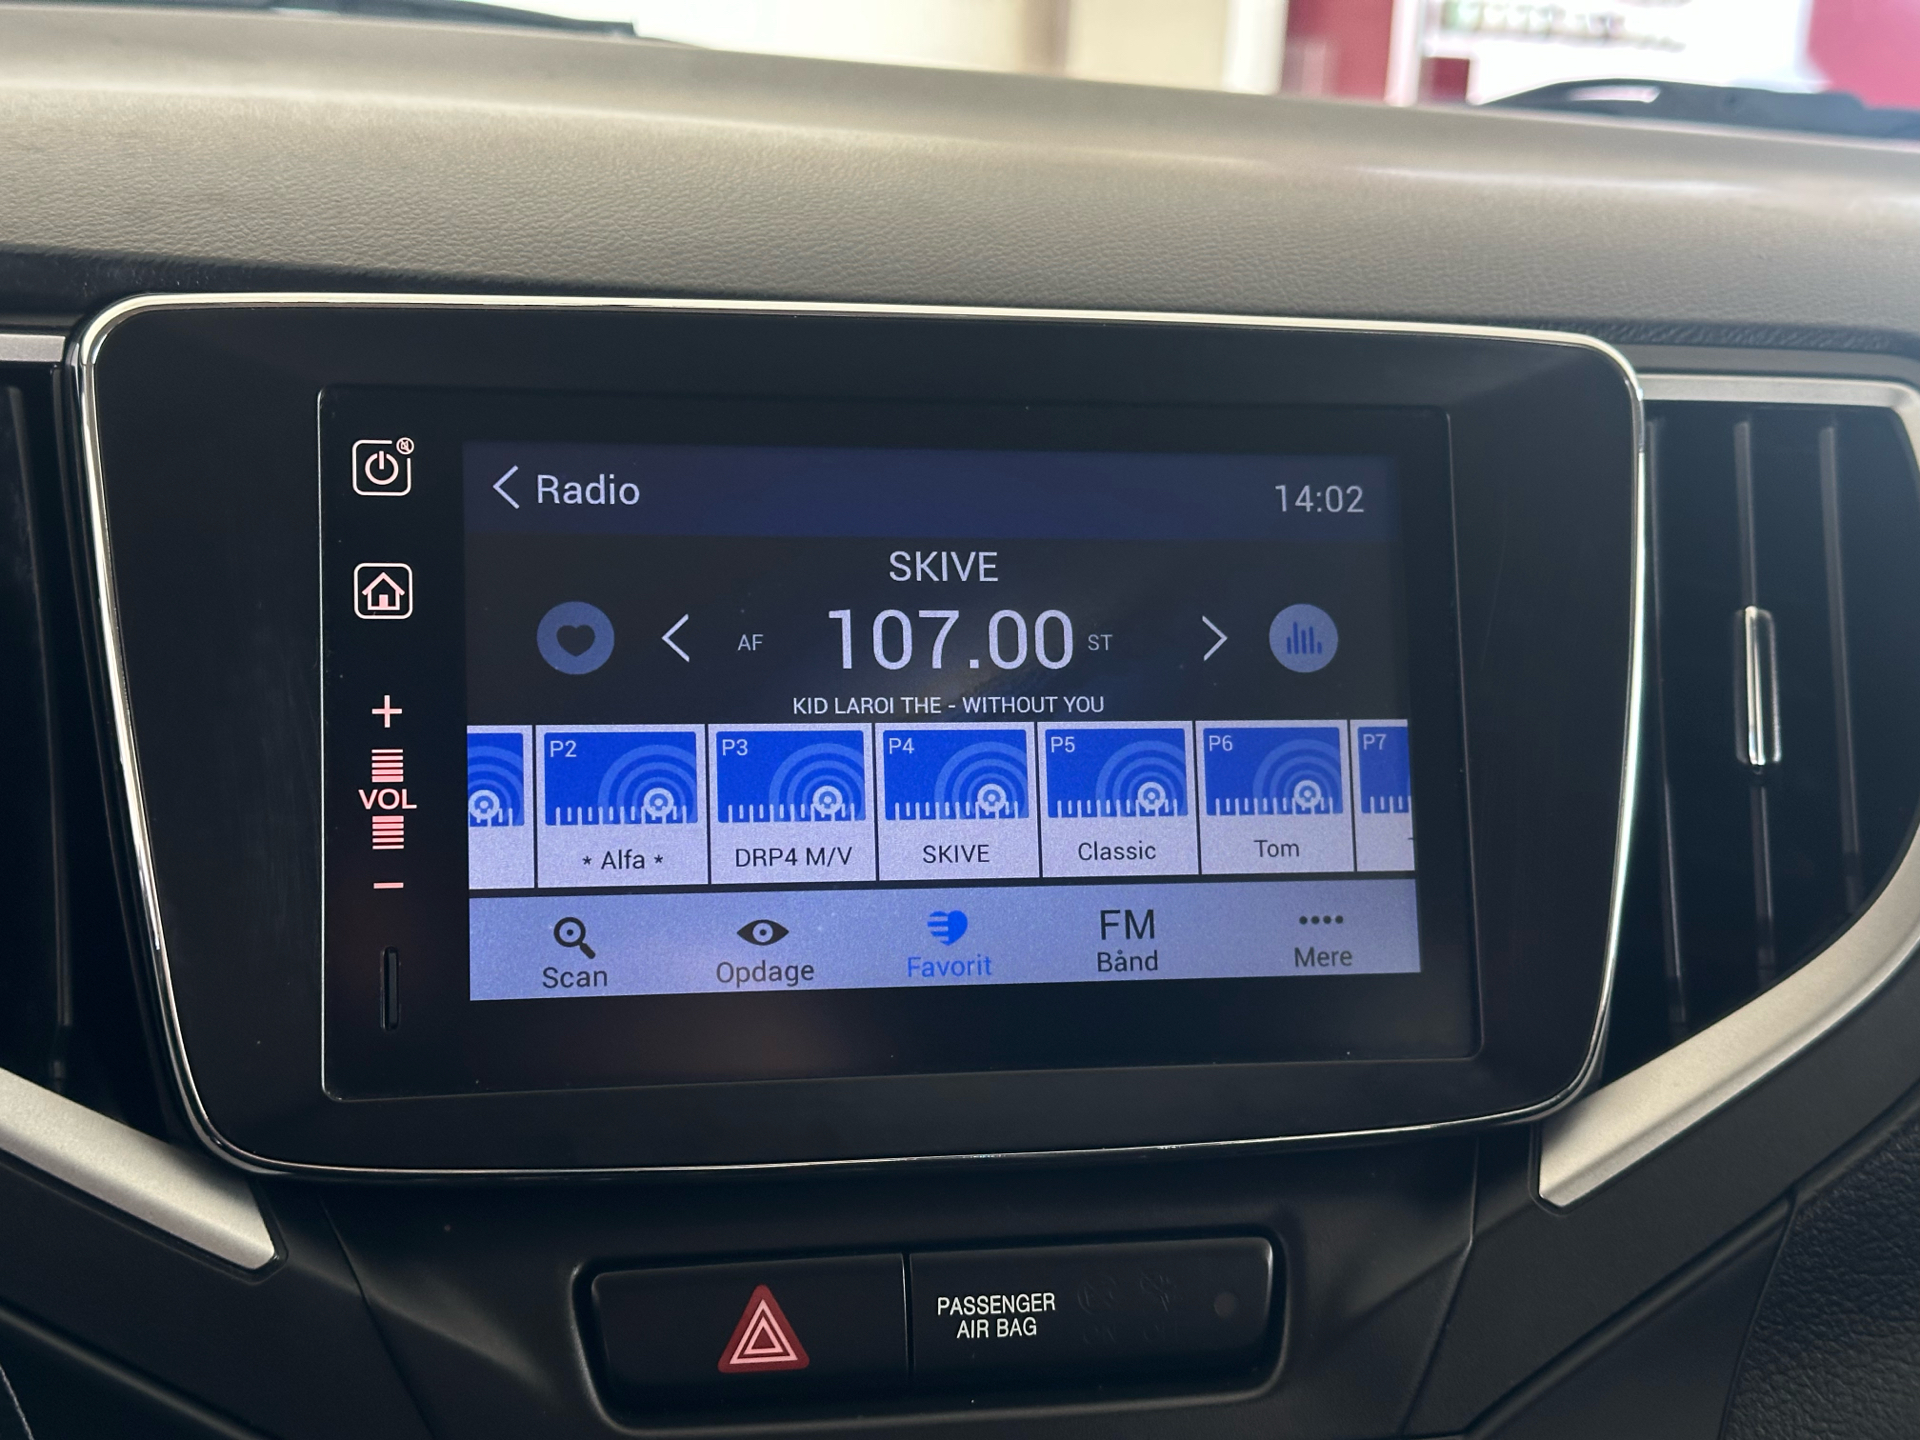 Radio
14:02
SKIVE
AF 107.00 ST
KID LAROI THE - WITHOUT YOU
P2 P3 P4 P5 P6 P7
* Alfa * DRP4 M/V SKIVE Classic Tom
Scan Opdage Favorit FM Bånd Mere
+
VOL
-
PASSENGER
AIR BAG